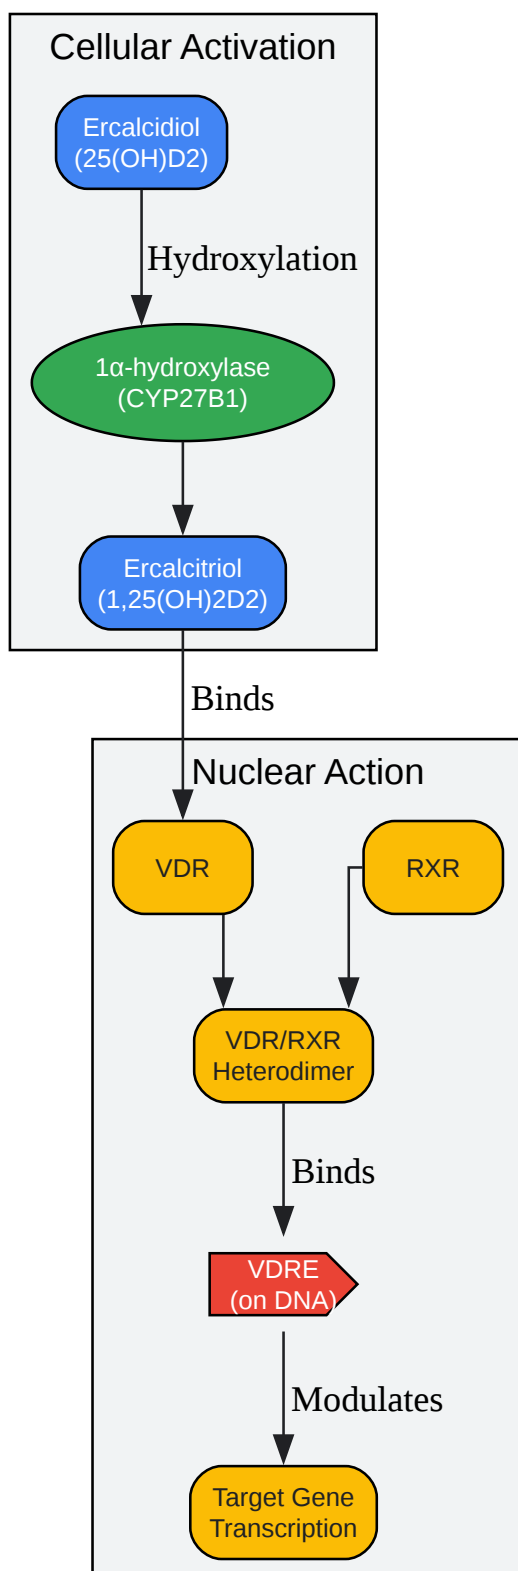 Cellular Activation
Ercalcidiol
(25(OH)D2)
Hydroxylation
1α-hydroxylase
(CYP27B1)
Ercalcitriol
(1,25(OH)2D2)
Binds
Nuclear Action
VDR
RXR
VDR/RXR
Heterodimer
Binds
VDRE
(on DNA)
Modulates
Target Gene
Transcription